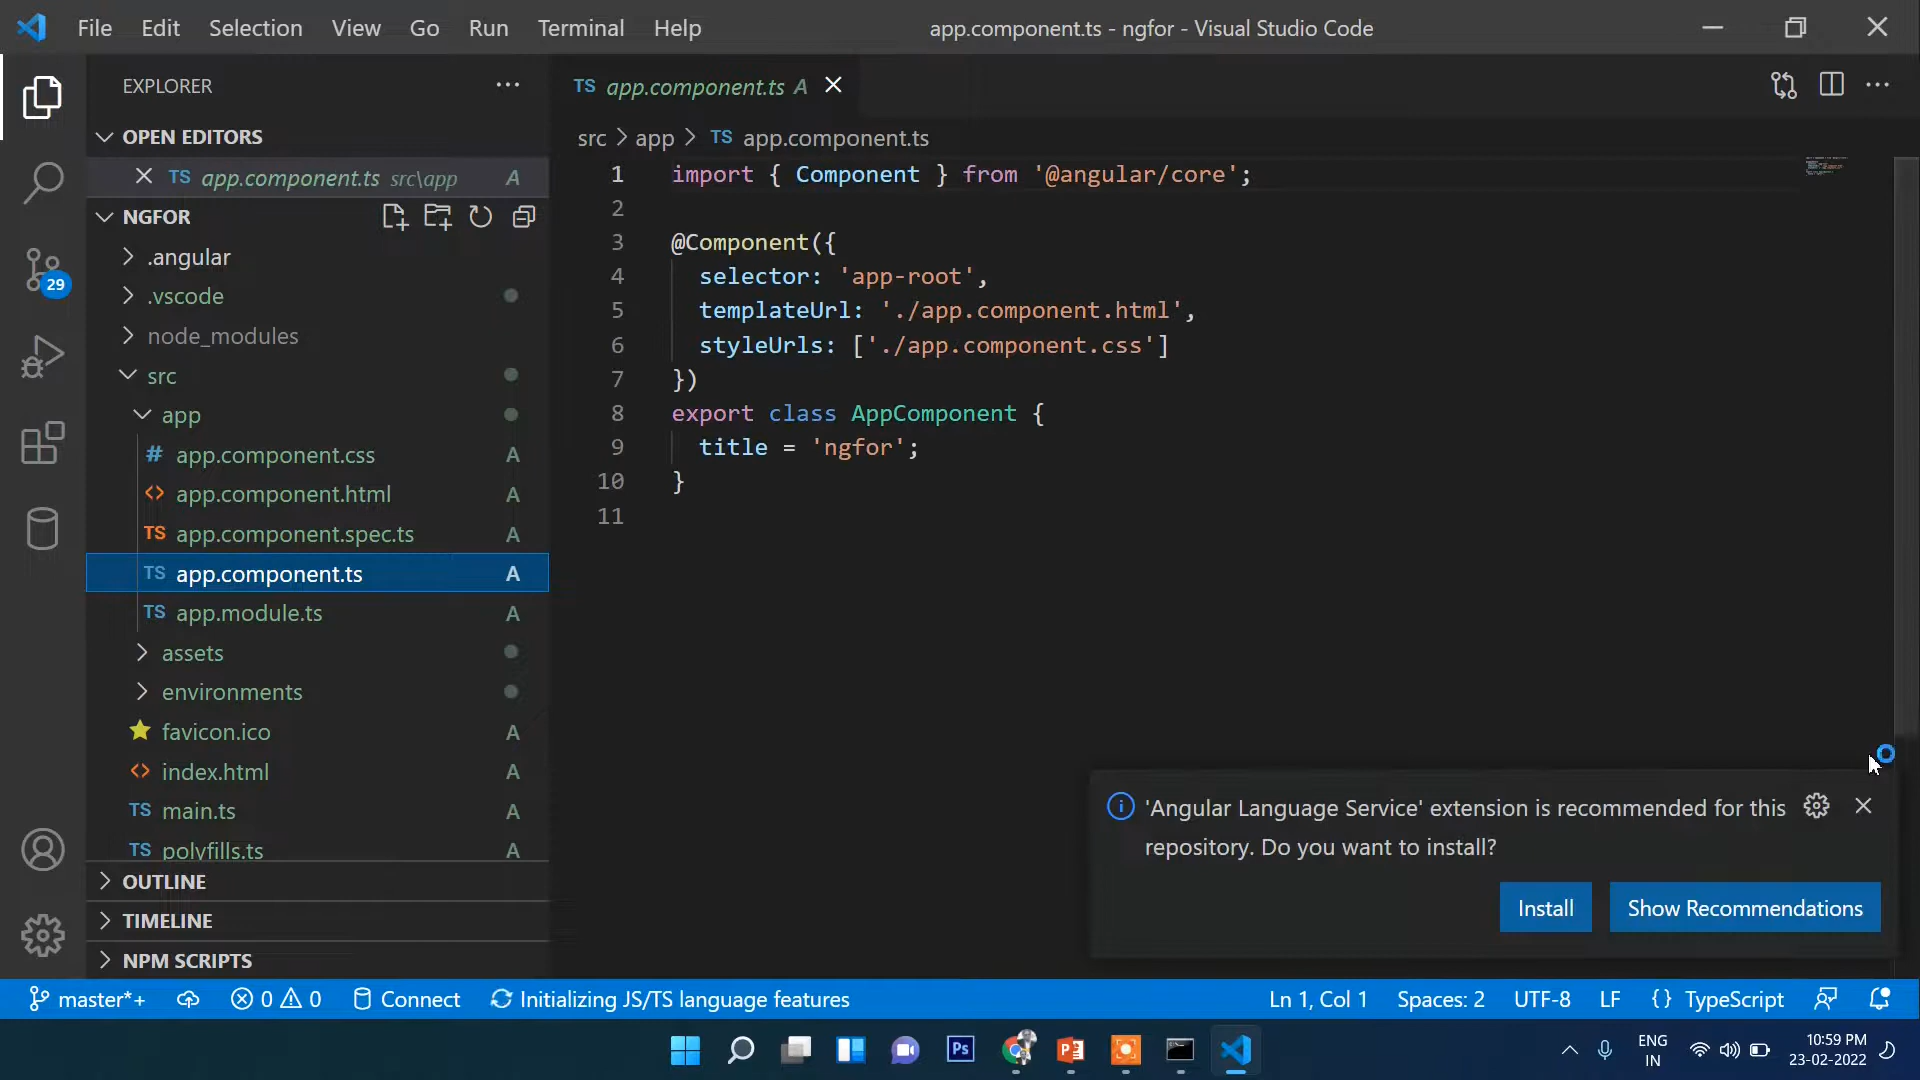 File Edit Selection View Go Run Terminal Help
app.component.ts - ngfor - Visual Studio Code
EXPLORER
OPEN EDITORS
TS app.component.ts src\app A
NGFOR
.angular
.vscode
node_modules
src
app
# app.component.css A
<> app.component.html A
TS app.component.spec.ts A
TS app.component.ts A
TS app.module.ts A
assets
environments
favicon.ico A
<> index.html A
TS main.ts A
TS polyfills.ts A
OUTLINE
TIMELINE
NPM SCRIPTS
29
TS app.component.ts A
src > app > TS app.component.ts
1 import { Component } from '@angular/core';
2
3 @Component({
4 selector: 'app-root',
5 templateUrl: './app.component.html',
6 styleUrls: ['./app.component.css']
7 })
8 export class AppComponent {
9 title = 'ngfor';
10 }
11
'Angular Language Service' extension is recommended for this
repository. Do you want to install?
Install
Show Recommendations
master*+ 0 0 Connect Initializing JS/TS language features
Ln 1, Col 1 Spaces: 2 UTF-8 LF {} TypeScript
Ps
P
ENG
IN
10:59 PM
23-02-2022